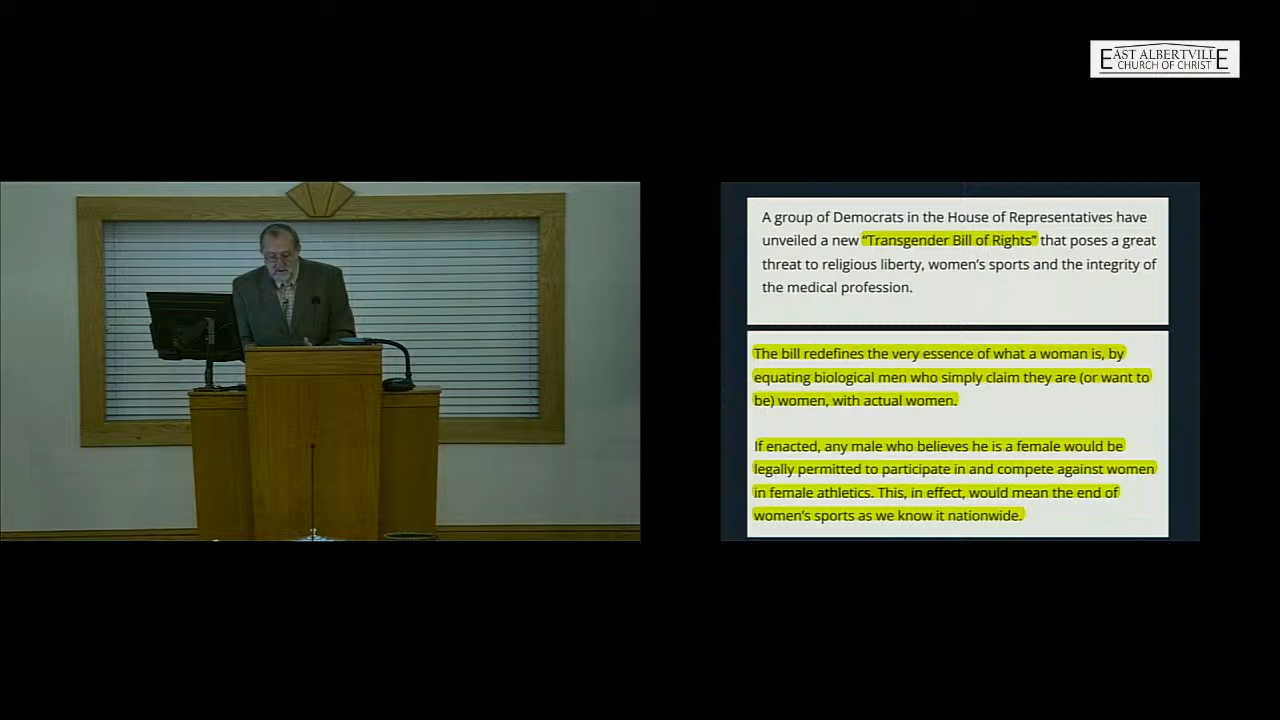 EAST ALBERTVILLE
CHURCH OF CHRIST
A group of Democrats in the House of Representatives have
unveiled a new “Transgender Bill of Rights” that poses a great
threat to religious liberty, women’s sports and the integrity of
the medical profession.
The bill redefines the very essence of what a woman is, by
equating biological men who simply claim they are (or want to
be) women, with actual women.
If enacted, any male who believes he is a female would be
legally permitted to participate in and compete against women
in female athletics. This, in effect, would mean the end of
women’s sports as we know it nationwide.